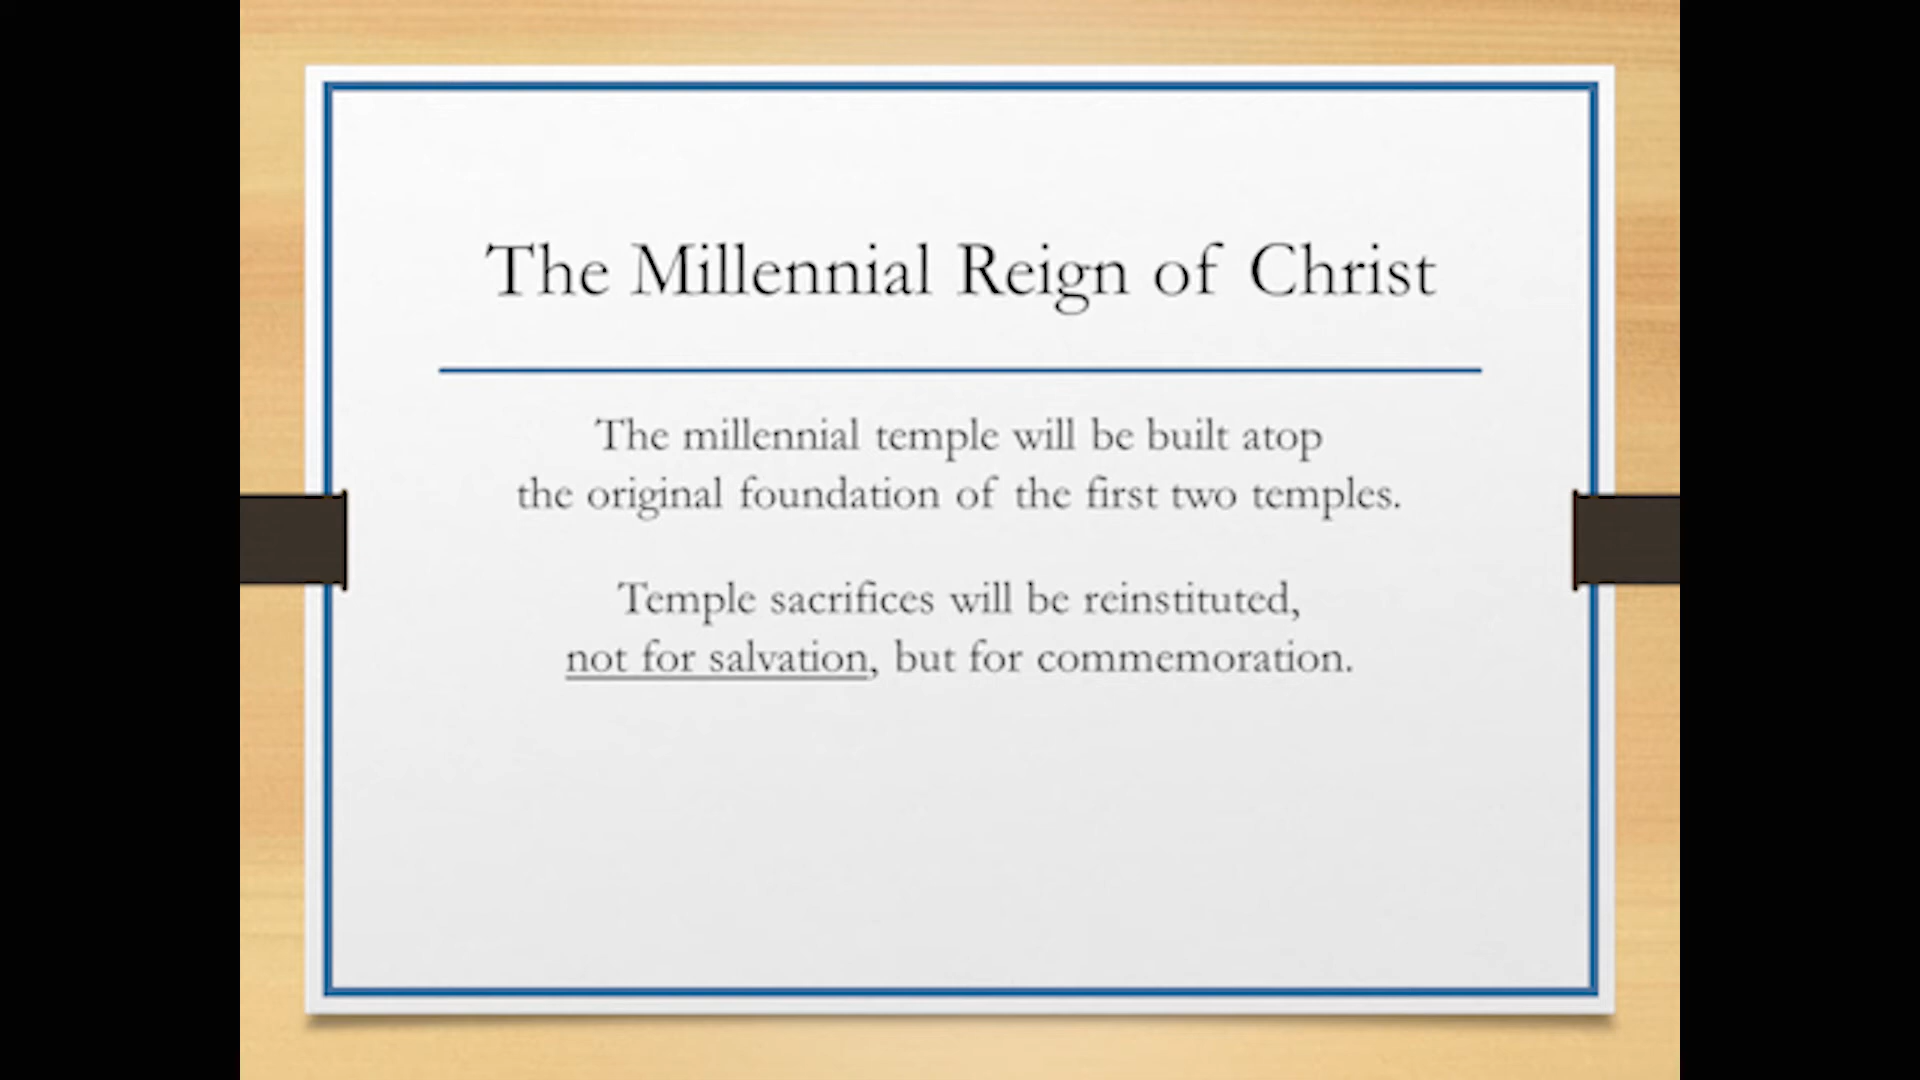 The Millennial Reign of Christ
The millennial temple will be built atop
the original foundation of the first two temples.
Temple sacrifices will be reinstituted,
not for salvation, but for commemoration.